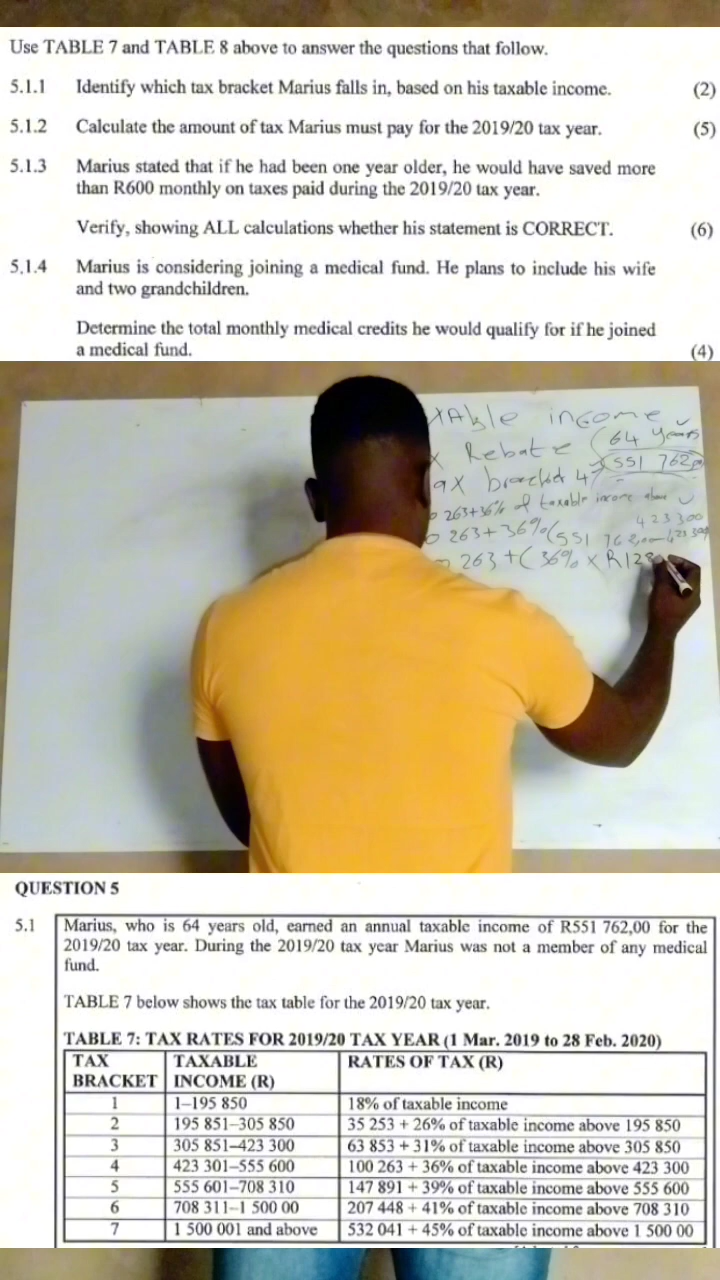 Use TABLE 7 and TABLE 8 above to answer the questions that follow.
5.1.1 Identify which tax bracket Marius falls in, based on his taxable income. (2)
5.1.2 Calculate the amount of tax Marius must pay for the 2019/20 tax year. (5)
5.1.3 Marius stated that if he had been one year older, he would have saved more
than R600 monthly on taxes paid during the 2019/20 tax year.
Verify, showing ALL calculations whether his statement is CORRECT. (6)
5.1.4 Marius is considering joining a medical fund. He plans to include his wife
and two grandchildren.
Determine the total monthly medical credits he would qualify for if he joined
a medical fund. (4)
xAble income
x Rebate (64 years
ax bracket 4 551 762
263+36% of taxable income above
423 300
263+36%(551 762,00-423 300
263+(36% x R128
QUESTION 5
5.1 Marius, who is 64 years old, earned an annual taxable income of R551 762,00 for the
2019/20 tax year. During the 2019/20 tax year Marius was not a member of any medical
fund.
TABLE 7 below shows the tax table for the 2019/20 tax year.
TABLE 7: TAX RATES FOR 2019/20 TAX YEAR (1 Mar. 2019 to 28 Feb. 2020)
TAX BRACKET TAXABLE INCOME (R) RATES OF TAX (R)
1 1–195 850 18% of taxable income
2 195 851–305 850 35 253 + 26% of taxable income above 195 850
3 305 851–423 300 63 853 + 31% of taxable income above 305 850
4 423 301–555 600 100 263 + 36% of taxable income above 423 300
5 555 601–708 310 147 891 + 39% of taxable income above 555 600
6 708 311–1 500 00 207 448 + 41% of taxable income above 708 310
7 1 500 001 and above 532 041 + 45% of taxable income above 1 500 00